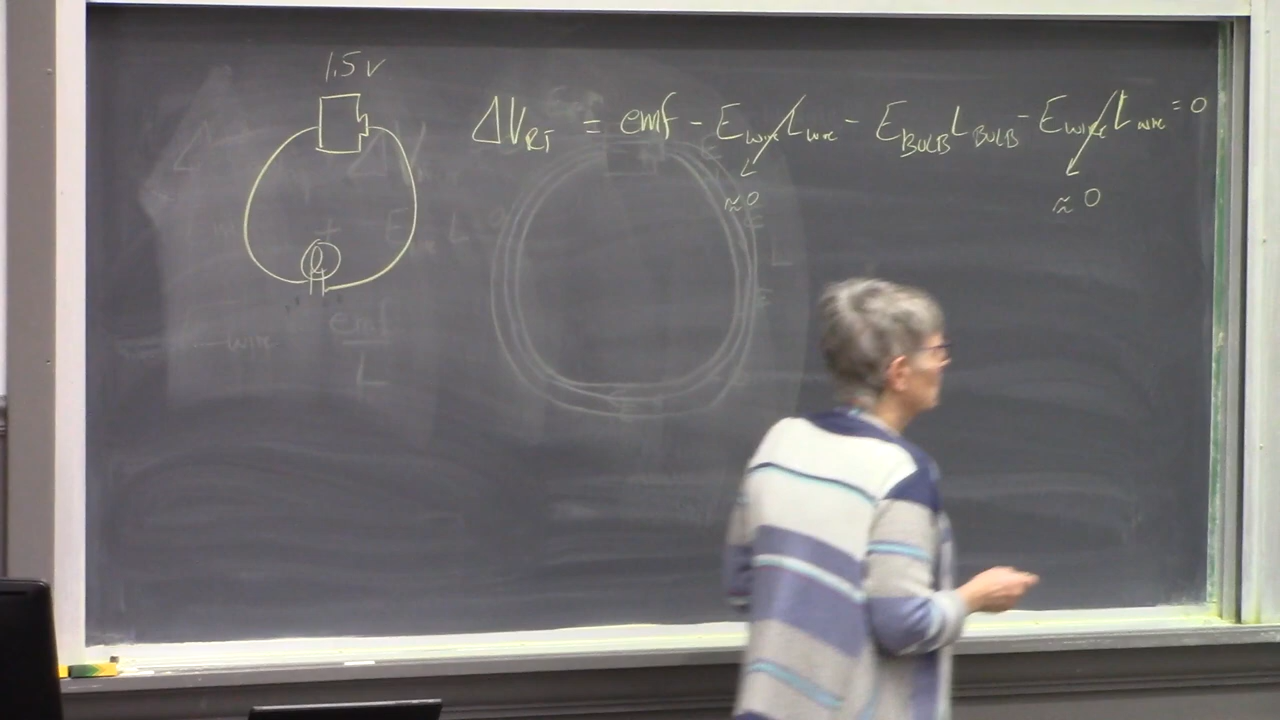 1.5 V
ΔV_RT = emf - E_wire L_wire - E_BULB L_BULB - E_wire L_wire = 0
≈ 0 ≈ 0
emf
wire
L